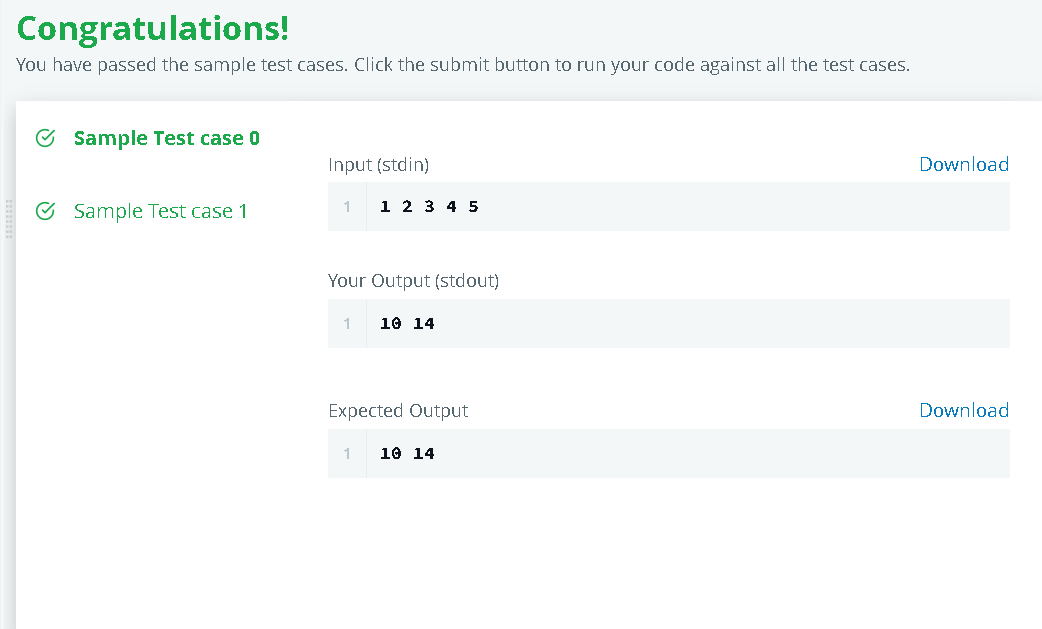 Congratulations!
You have passed the sample test cases. Click the submit button to run your code against all the test cases.
Sample Test case 0
Sample Test case 1
Input (stdin)
Download
1
1 2 3 4 5
Your Output (stdout)
1
10 14
Expected Output
Download
1
10 14